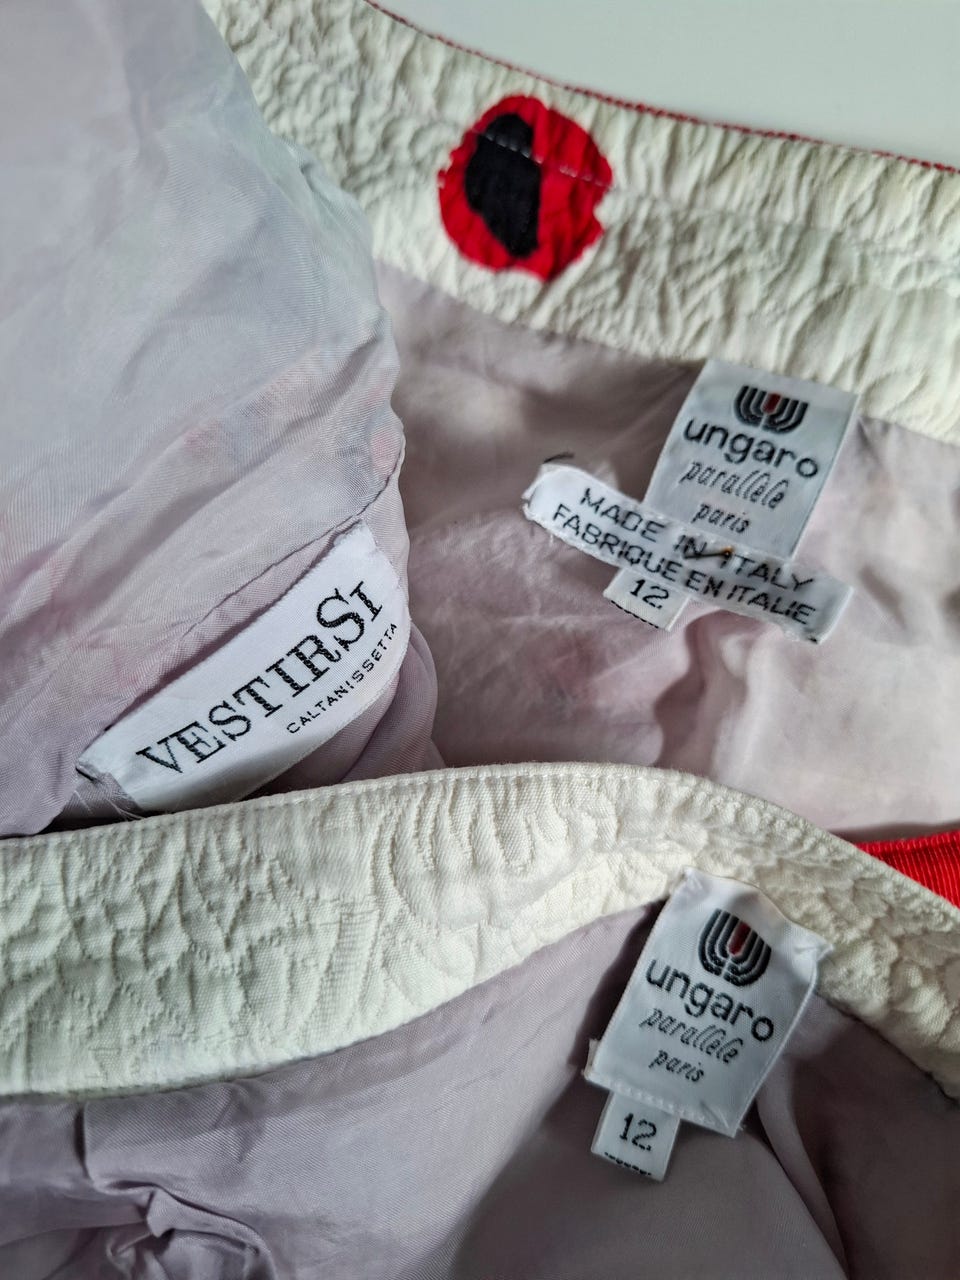 ungaro
parallèle
paris
MADE IN ITALY
FABRIQUE EN ITALIE
12
VESTIRSI
CALTANISSETTA
ungaro
parallèle
paris
12